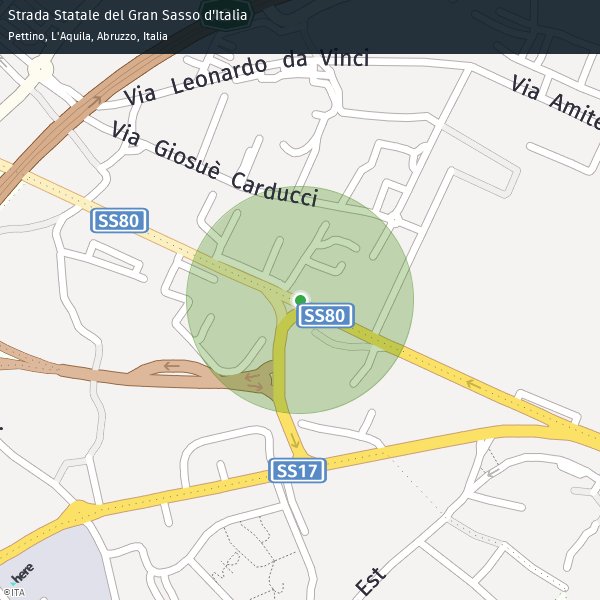 Strada Statale del Gran Sasso d'Italia
Pettino, L'Aquila, Abruzzo, Italia
Via Leonardo da Vinci
Via Amite
Via Giosuè Carducci
SS80
SS80
SS17
Est
here
©ITA